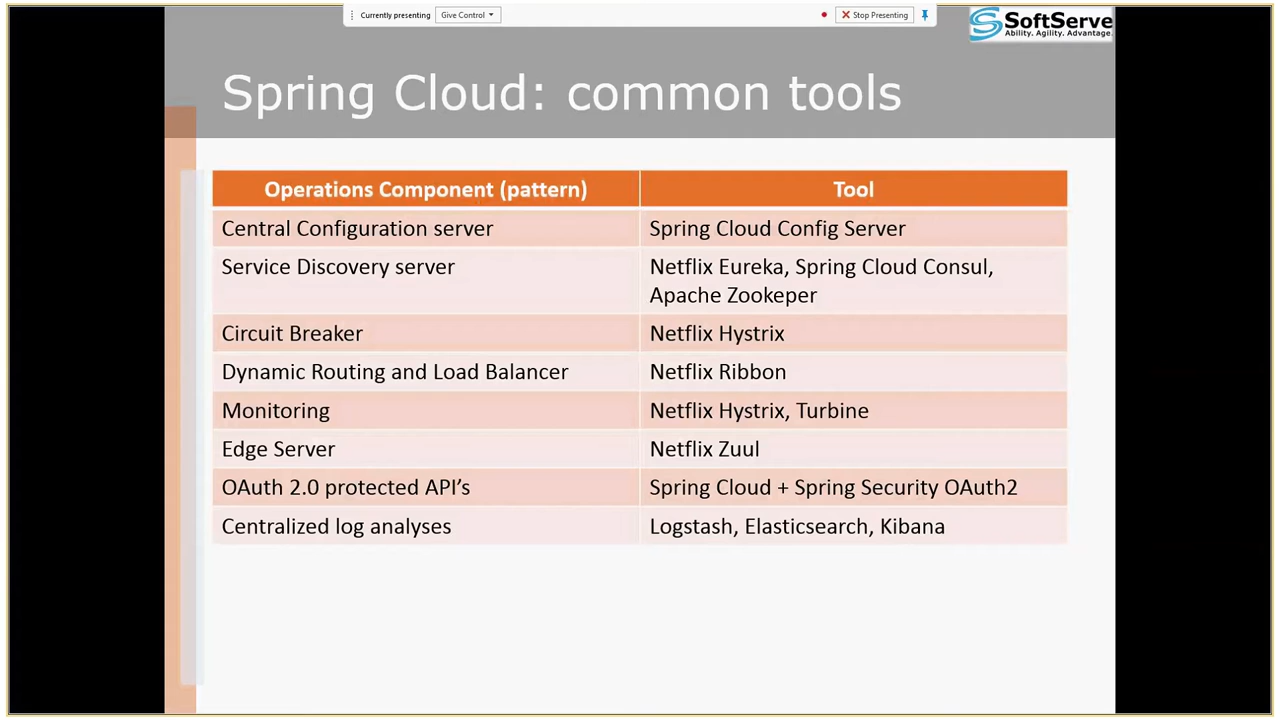 Currently presenting Give Control Stop Presenting
SoftServe
Ability. Agility. Advantage.
Spring Cloud: common tools
Operations Component (pattern) Tool
Central Configuration server Spring Cloud Config Server
Service Discovery server Netflix Eureka, Spring Cloud Consul,
Apache Zookeper
Circuit Breaker Netflix Hystrix
Dynamic Routing and Load Balancer Netflix Ribbon
Monitoring Netflix Hystrix, Turbine
Edge Server Netflix Zuul
OAuth 2.0 protected API’s Spring Cloud + Spring Security OAuth2
Centralized log analyses Logstash, Elasticsearch, Kibana